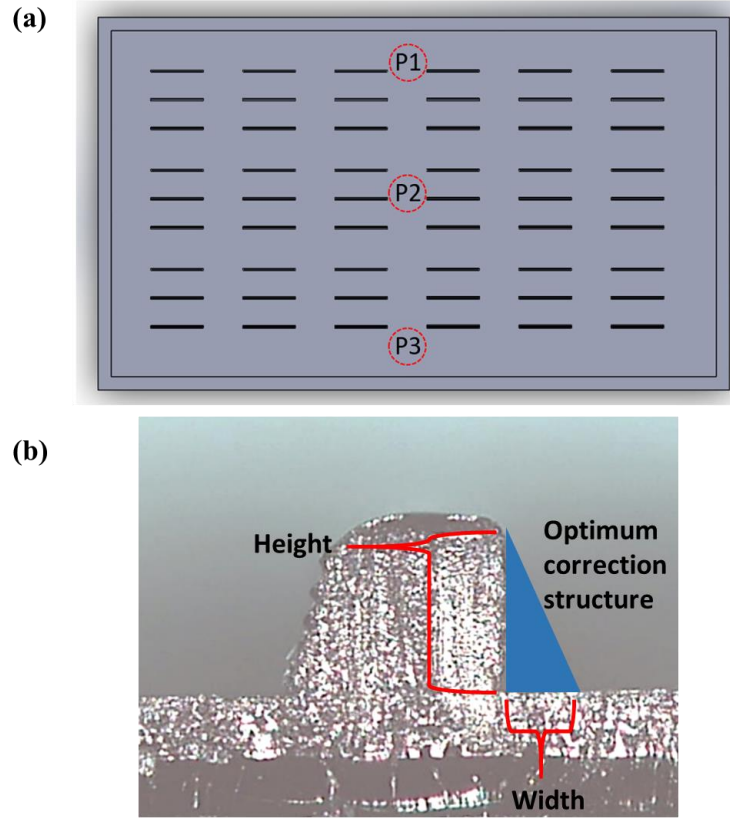 (a)
P1
P2
P3
(b)
Height
Optimum
correction
structure
Width